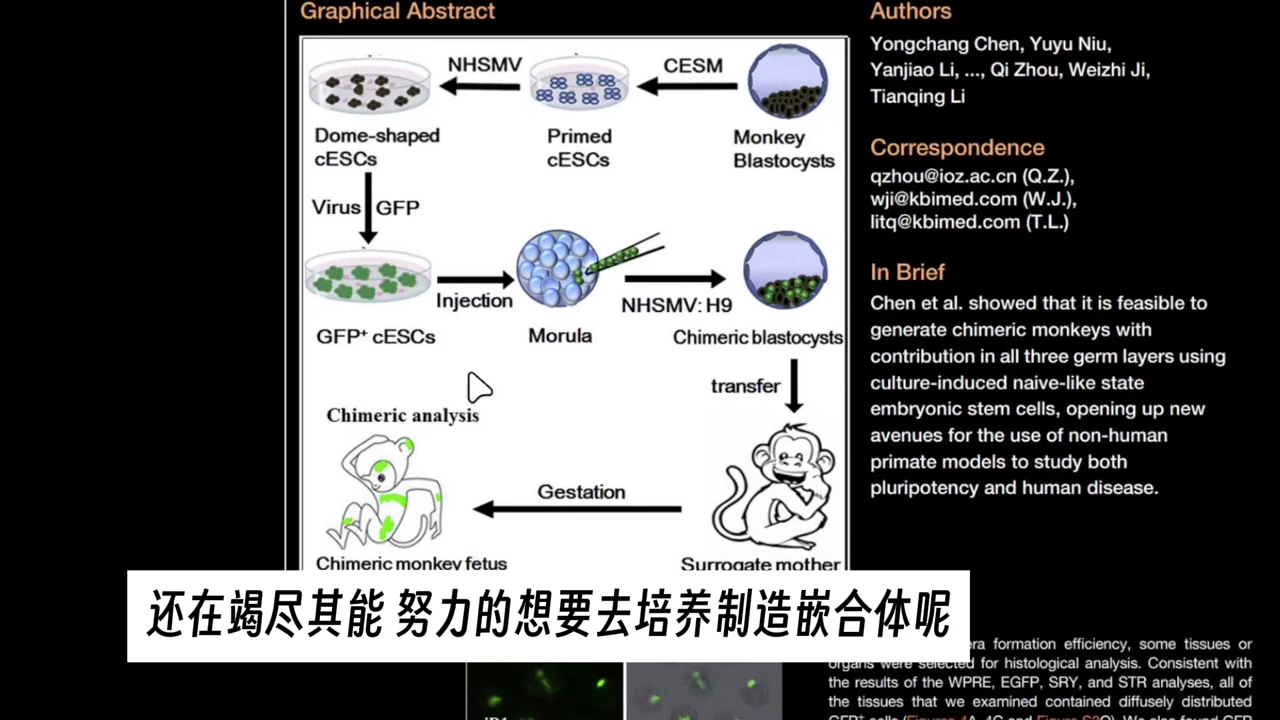 Graphical Abstract
NHSMV
CESM
Dome-shaped
cESCs
Primed
cESCs
Monkey
Blastocysts
Virus
GFP
Injection
NHSMV: H9
GFP⁺ cESCs
Morula
Chimeric blastocysts
transfer
Chimeric analysis
Gestation
Chimeric monkey fetus
Surrogate mother
Authors
Yongchang Chen, Yuyu Niu,
Yanjiao Li, ..., Qi Zhou, Weizhi Ji,
Tianqing Li
Correspondence
qzhou@ioz.ac.cn (Q.Z.),
wji@kbimed.com (W.J.),
litq@kbimed.com (T.L.)
In Brief
Chen et al. showed that it is feasible to
generate chimeric monkeys with
contribution in all three germ layers using
culture-induced naive-like state
embryonic stem cells, opening up new
avenues for the use of non-human
primate models to study both
pluripotency and human disease.
还在竭尽其能 努力的想要去培养制造嵌合体呢
formation efficiency, some tissues or
organs were selected for histological analysis. Consistent with
the results of the WPRE, EGFP, SRY, and STR analyses, all of
the tissues that we examined contained diffusely distributed